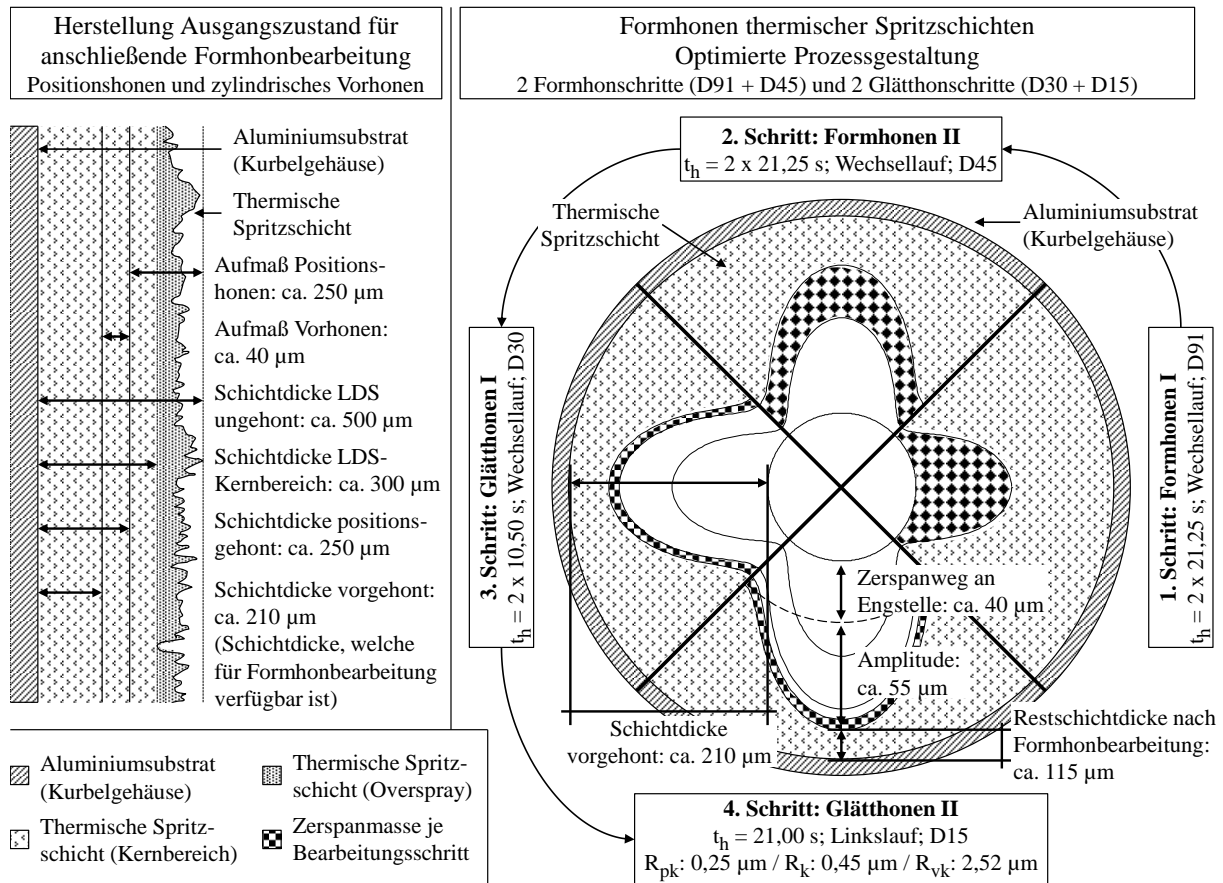 Herstellung Ausgangszustand für
anschließende Formhonbearbeitung
Positionshonen und zylindrisches Vorhonen
Formhonen thermischer Spritzschichten
Optimierte Prozessgestaltung
2 Formhonschritte (D91 + D45) und 2 Glätthonschritte (D30 + D15)
Aluminiumsubstrat
(Kurbelgehäuse)
Thermische
Spritzschicht
Aufmaß Positions-
honen: ca. 250 µm
Aufmaß Vorhonen:
ca. 40 µm
Schichtdicke LDS
ungehont: ca. 500 µm
Schichtdicke LDS-
Kernbereich: ca. 300 µm
Schichtdicke positions-
gehont: ca. 250 µm
Schichtdicke vorgehont:
ca. 210 µm
(Schichtdicke, welche
für Formhonbearbeitung
verfügbar ist)
Aluminiumsubstrat
(Kurbelgehäuse)
Thermische Spritz-
schicht (Kernbereich)
Thermische Spritz-
schicht (Overspray)
Zerspanmasse je
Bearbeitungsschritt
2. Schritt: Formhonen II
t_h = 2 x 21,25 s; Wechsellauf; D45
Thermische
Spritzschicht
Aluminiumsubstrat
(Kurbelgehäuse)
3. Schritt: Glätthonen I
t_h = 2 x 10,50 s; Wechsellauf; D30
1. Schritt: Formhonen I
t_h = 2 x 21,25 s; Wechsellauf; D91
Zerspanweg an
Engstelle: ca. 40 µm
Amplitude:
ca. 55 µm
Schichtdicke
vorgehont: ca. 210 µm
Restschichtdicke nach
Formhonbearbeitung:
ca. 115 µm
4. Schritt: Glätthonen II
t_h = 21,00 s; Linkslauf; D15
R_pk: 0,25 µm / R_k: 0,45 µm / R_vk: 2,52 µm